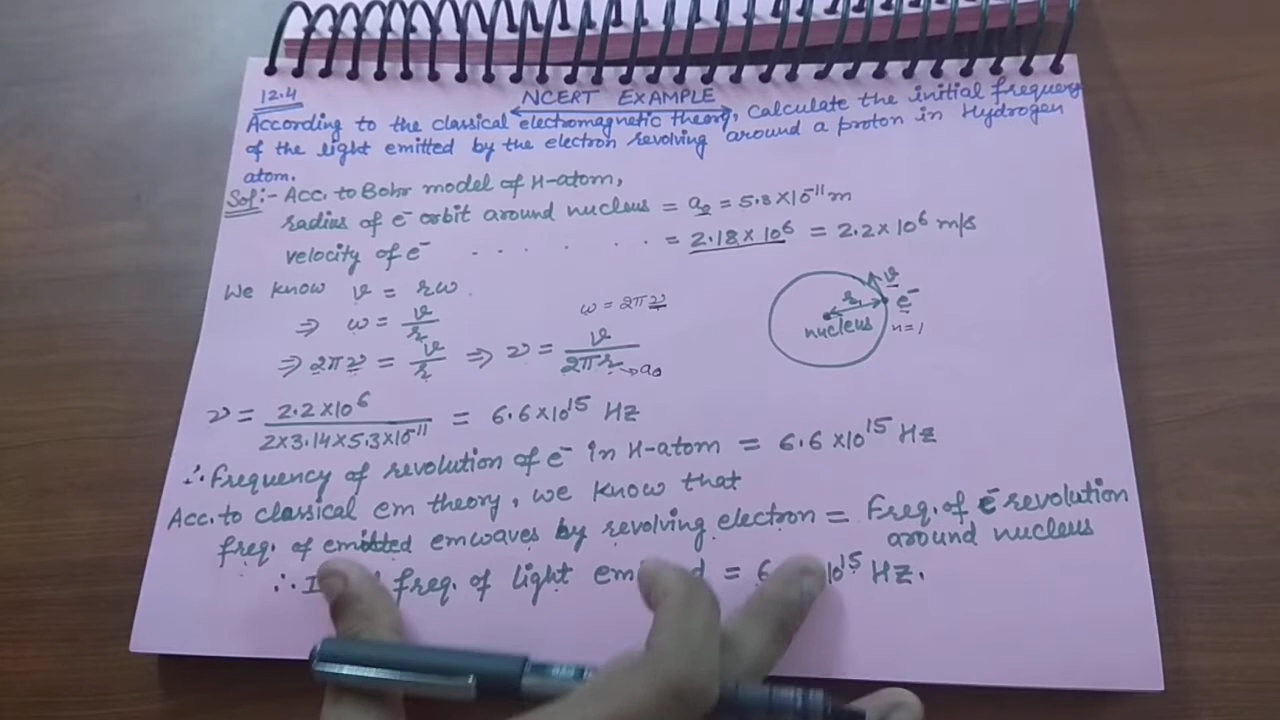 12.4 NCERT EXAMPLE
According to the classical electromagnetic theory, Calculate the initial frequency
of the light emitted by the electron revolving around a proton in Hydrogen
atom.
Sol:- Acc. to Bohr model of H-atom,
radius of e⁻ orbit around nucleus = a₀ = 5.3 × 10⁻¹¹ m
velocity of e⁻ . . . . . . . = 2.18 × 10⁶ = 2.2 × 10⁶ m/s
We know v = rω
ω = 2πν
⇒ ω = v/r
⇒ 2πν = v/r ⇒ ν = v/2πr → a₀
v
r₁
e⁻
nucleus
n=1
ν = 2.2×10⁶ / 2×3.14×5.3×10⁻¹¹ = 6.6×10¹⁵ Hz
∴ Frequency of revolution of e⁻ in H-atom = 6.6 × 10¹⁵ Hz
Acc. to classical em theory, we know that
freq. of emitted emwaves by revolving electron = Freq. of e⁻ revolution
around nucleus
∴ freq. of light = 10¹⁵ Hz.